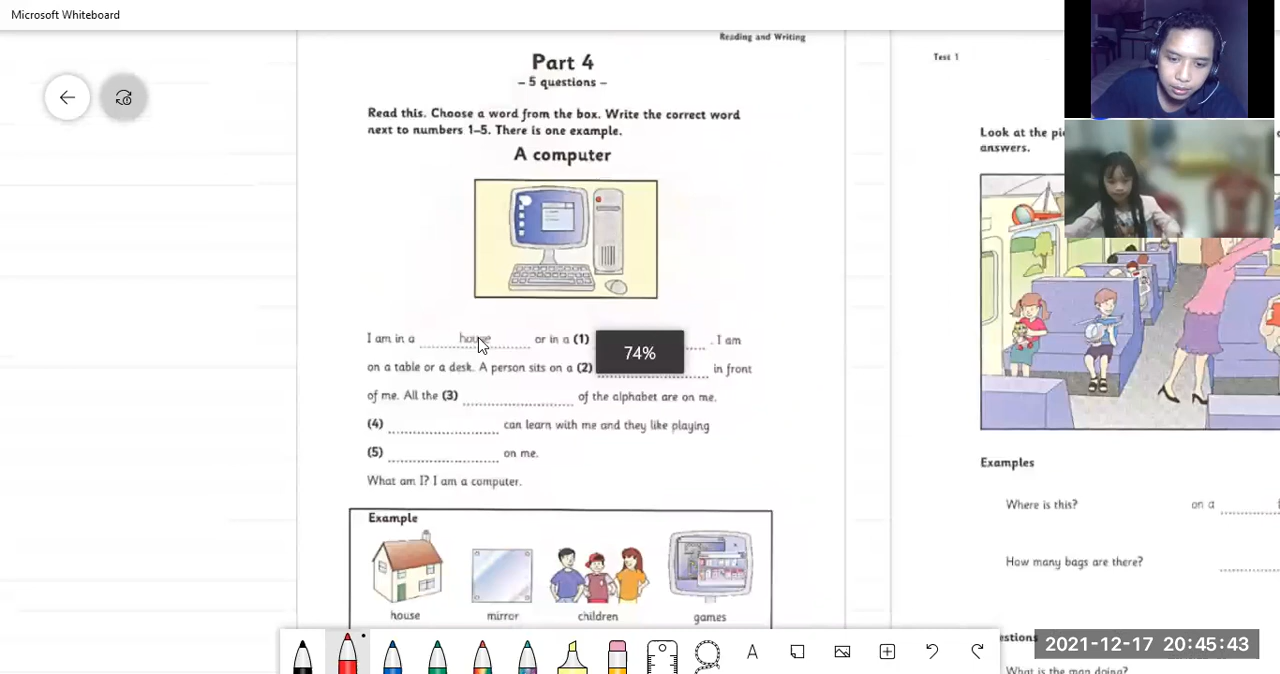 Microsoft Whiteboard
Reading and Writing
Part 4
– 5 questions –
Read this. Choose a word from the box. Write the correct word
next to numbers 1–5. There is one example.
A computer
I am in a house or in a (1) . I am
on a table or a desk. A person sits on a (2) in front
of me. All the (3) of the alphabet are on me.
(4) can learn with me and they like playing
(5) on me.
What am I? I am a computer.
Example
house mirror children games
74%
Test 1
Look at the
answers.
Examples
Where is this? on a
How many bags are there?
What is the man doing?
A
2021-12-17 20:45:43